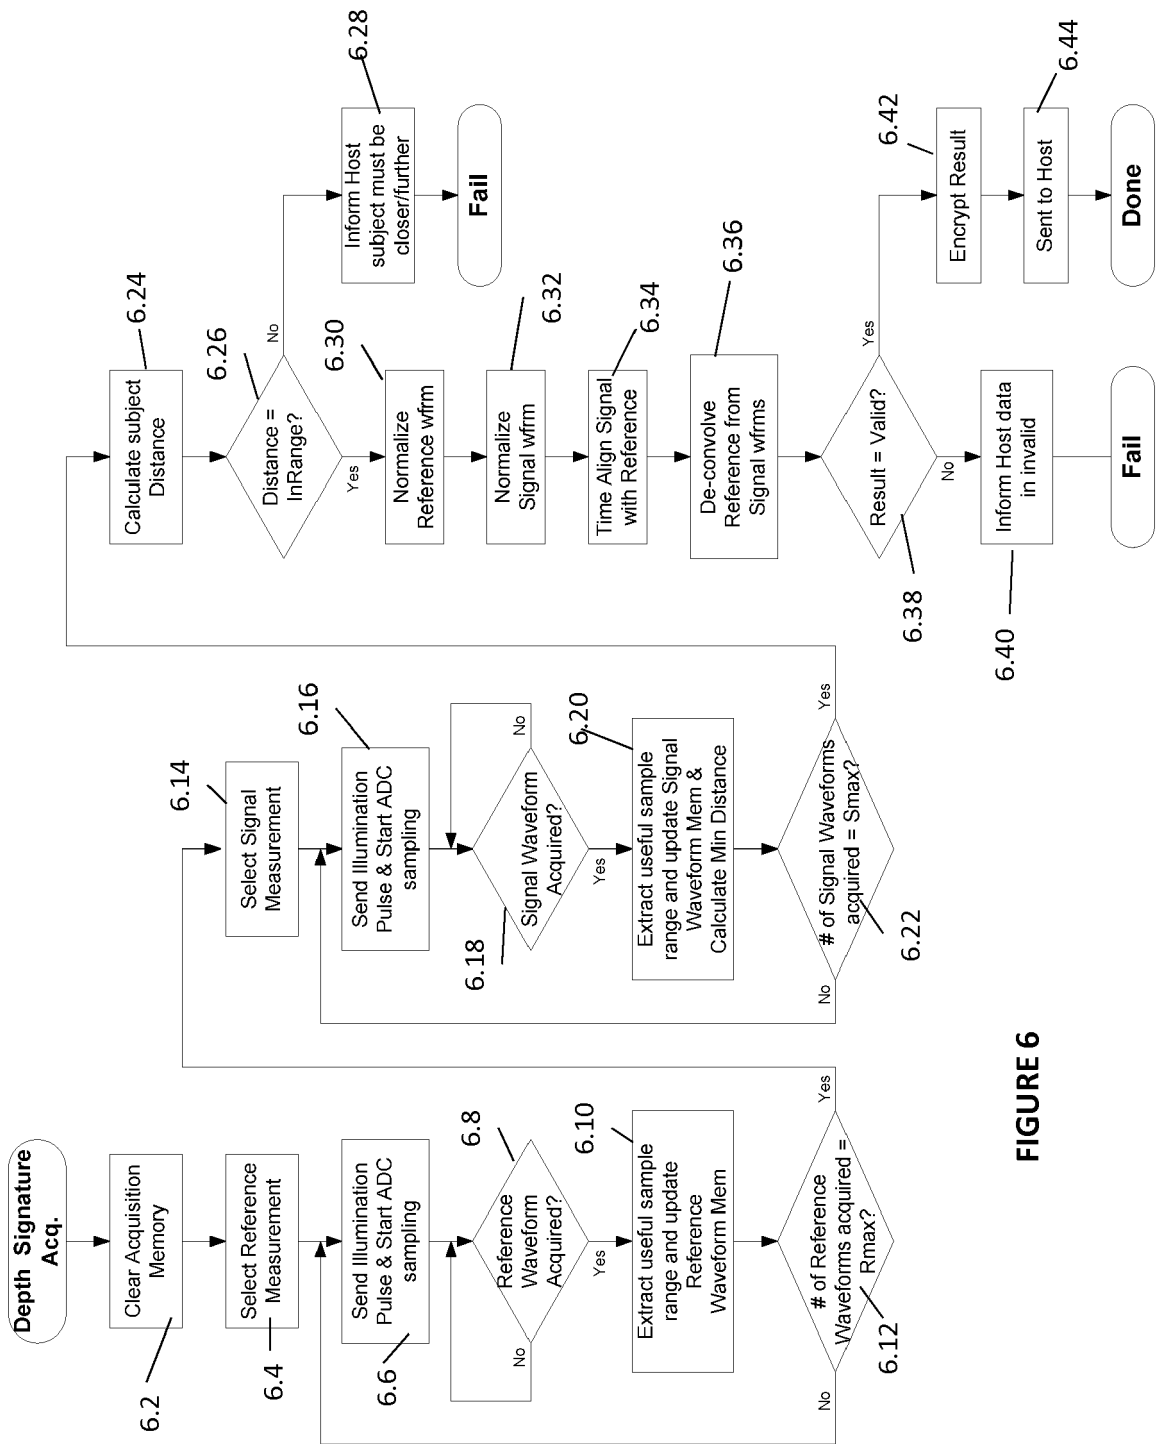 Depth Signature
Acq.
Clear Acquisition
Memory
6.2
Select Reference
Measurement
6.4
Send Illumination
Pulse & Start ADC
sampling
6.6
Reference
Waveform
Acquired?
6.8
No
Yes
Extract useful sample
range and update
Reference
Waveform Mem
6.10
# of Reference
Waveforms acquired =
Rmax?
6.12
No
Yes
Select Signal
Measurement
6.14
Send Illumination
Pulse & Start ADC
sampling
6.16
Signal Waveform
Acquired?
6.18
No
Yes
Extract useful sample
range and update Signal
Waveform Mem &
Calculate Min Distance
6.20
# of Signal Waveforms
acquired = Smax?
6.22
No
Yes
Calculate subject
Distance
6.24
Distance =
InRange?
6.26
No
Yes
Inform Host
subject must be
closer/further
6.28
Fail
Normalize
Reference wfrm
6.30
Normalize
Signal wfrm
6.32
Time Align Signal
with Reference
6.34
De-convolve
Reference from
Signal wfrms
6.36
Result = Valid?
6.38
No
Yes
Inform Host data
in invalid
6.40
Fail
Encrypt Result
6.42
Sent to Host
6.44
Done
FIGURE 6